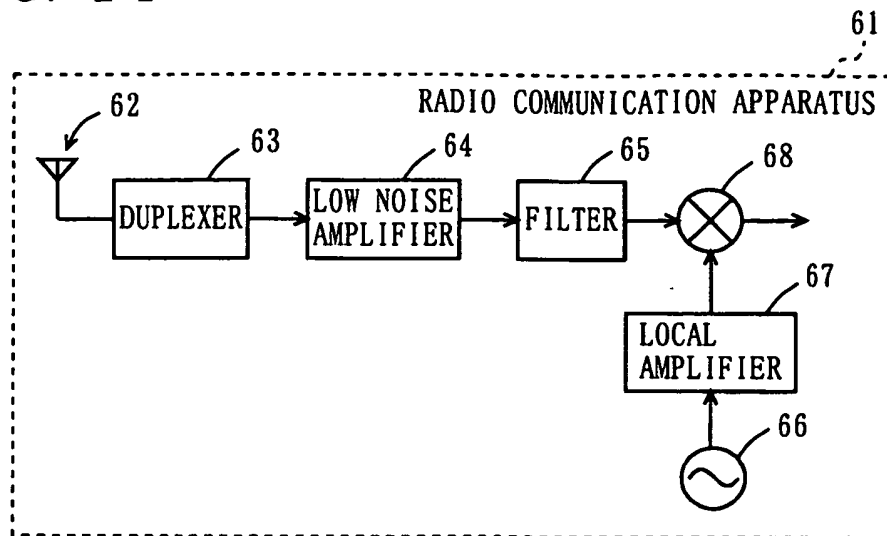 61
RADIO COMMUNICATION APPARATUS
62
63
64
65
68
DUPLEXER
LOW NOISE
AMPLIFIER
FILTER
67
LOCAL
AMPLIFIER
66